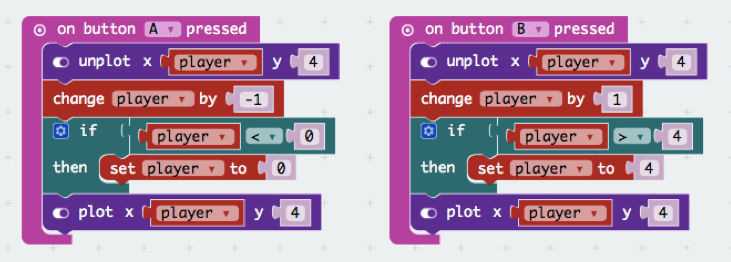 on button A pressed
unplot x player y 4
change player by -1
if player < 0
then set player to 0
plot x player y 4
on button B pressed
unplot x player y 4
change player by 1
if player > 4
then set player to 4
plot x player y 4